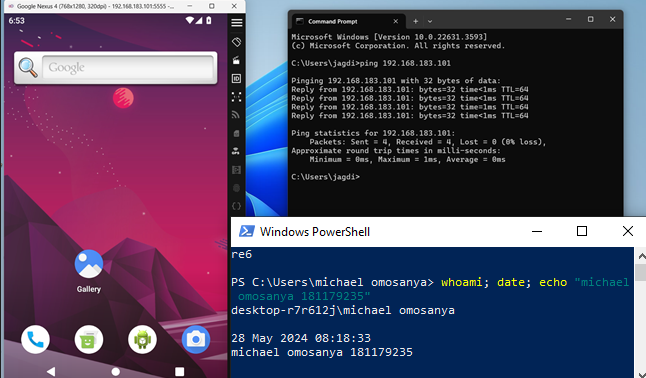 Google Nexus 4 (768x1280, 320dpi) - 192.168.183.101:5555 -...
6:53
Google
Gallery
GPS
ID
Command Prompt
Microsoft Windows [Version 10.0.22631.3593]
(c) Microsoft Corporation. All rights reserved.
C:\Users\jagdi>ping 192.168.183.101
Pinging 192.168.183.101 with 32 bytes of data:
Reply from 192.168.183.101: bytes=32 time<1ms TTL=64
Reply from 192.168.183.101: bytes=32 time<1ms TTL=64
Reply from 192.168.183.101: bytes=32 time<1ms TTL=64
Reply from 192.168.183.101: bytes=32 time<1ms TTL=64
Ping statistics for 192.168.183.101:
Packets: Sent = 4, Received = 4, Lost = 0 (0% loss),
Approximate round trip times in milli-seconds:
Minimum = 0ms, Maximum = 1ms, Average = 0ms
C:\Users\jagdi>
Windows PowerShell
re6
PS C:\Users\michael omosanya> whoami; date; echo "michael
omosanya 181179235"
desktop-r7r612j\michael omosanya
28 May 2024 08:18:33
michael omosanya 181179235